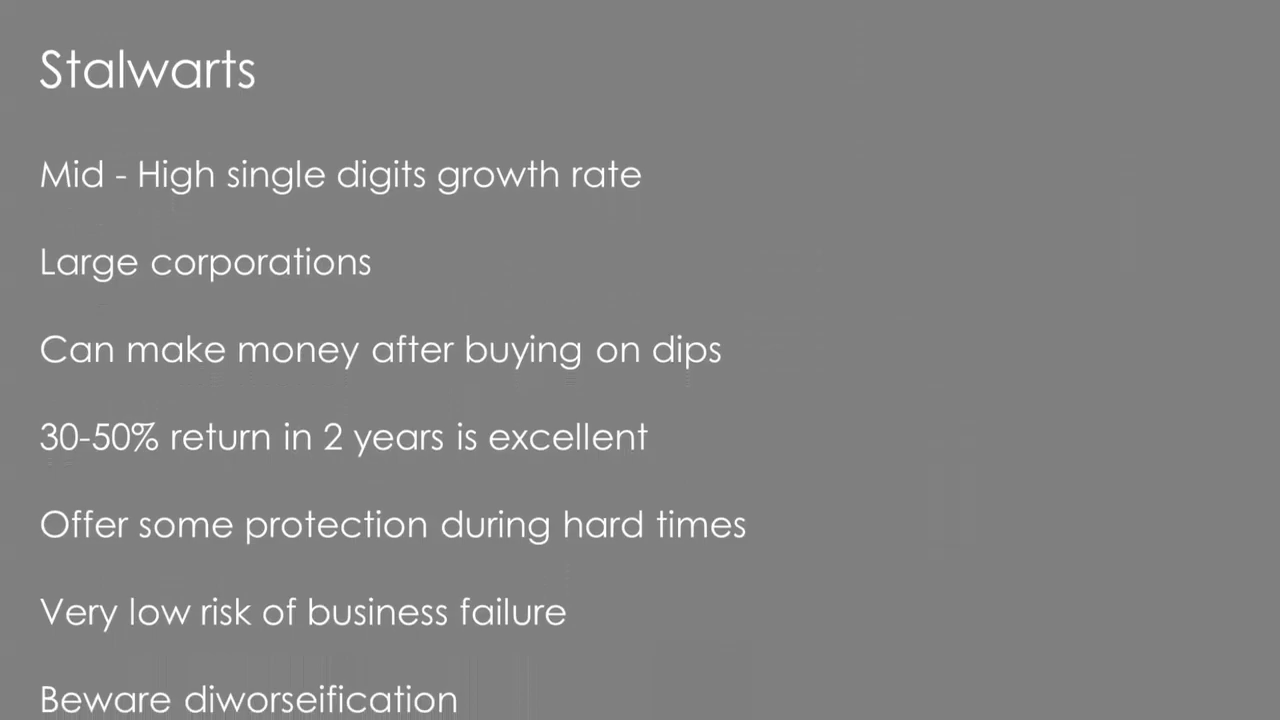 Stalwarts
Mid - High single digits growth rate
Large corporations
Can make money after buying on dips
30-50% return in 2 years is excellent
Offer some protection during hard times
Very low risk of business failure
Beware diworseification